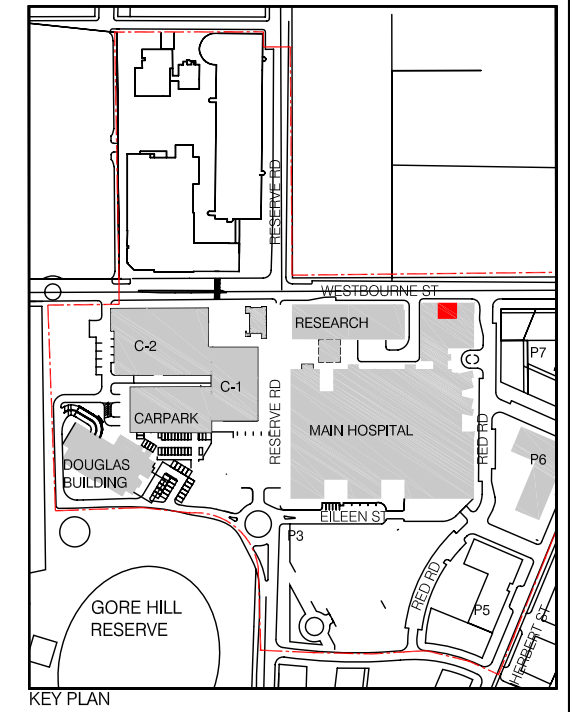 RESERVE RD
WESTBOURNE ST
RESEARCH
C-2
P7
C-1
CARPARK
RESERVE RD
MAIN HOSPITAL
RED RD
DOUGLAS
BUILDING
P6
EILEEN ST
P3
RED RD
GORE HILL
RESERVE
P5
HERBERT ST
KEY PLAN